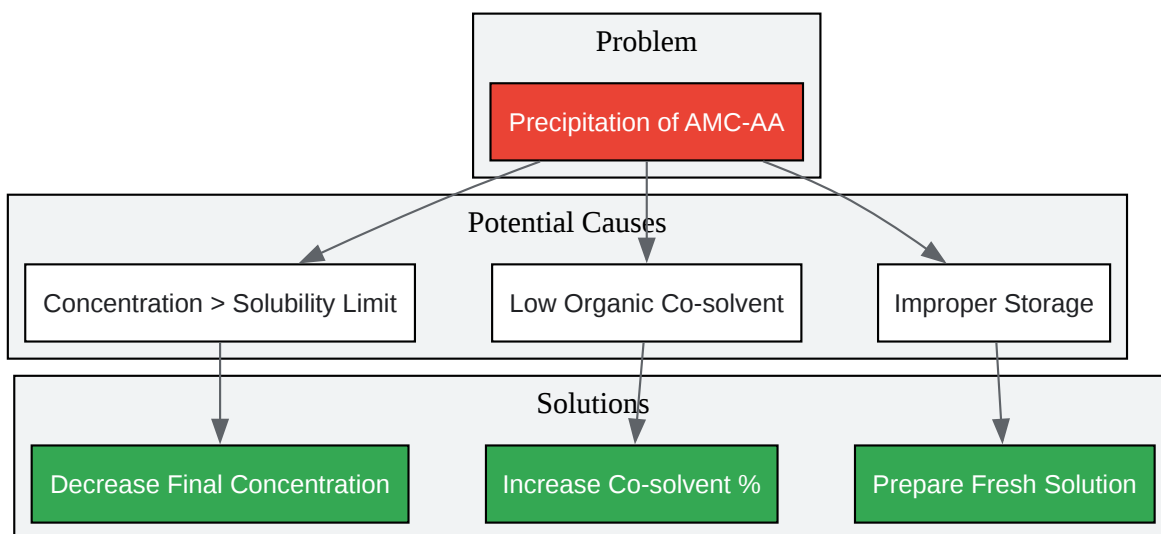 Problem
Precipitation of AMC-AA
Potential Causes
Concentration > Solubility Limit
Low Organic Co-solvent
Improper Storage
Solutions
Decrease Final Concentration
Increase Co-solvent %
Prepare Fresh Solution